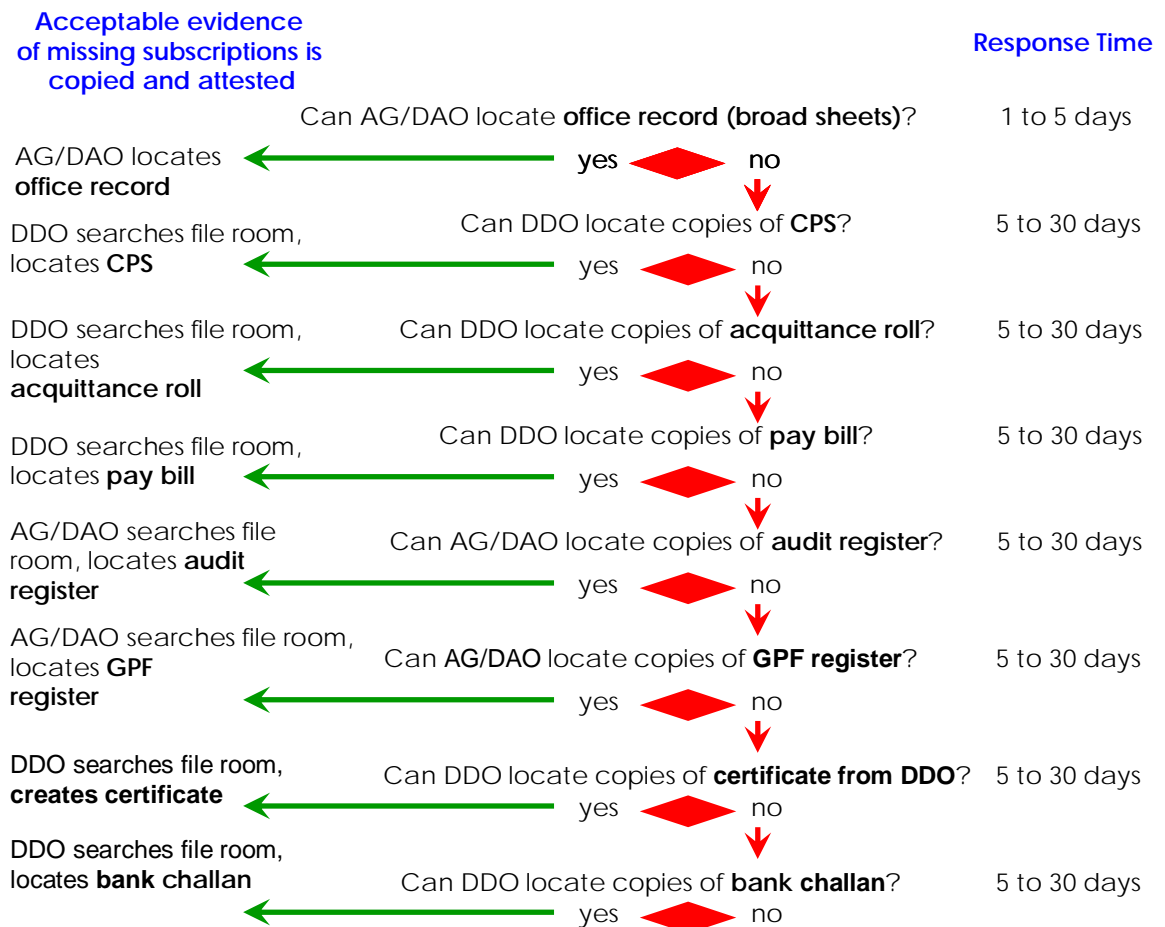 Acceptable evidence
of missing subscriptions is
copied and attested
Response Time
Can AG/DAO locate office record (broad sheets)?
1 to 5 days
AG/DAO locates
office record
yes
no
Can DDO locate copies of CPS?
5 to 30 days
DDO searches file room,
locates CPS
yes
no
Can DDO locate copies of acquittance roll?
5 to 30 days
DDO searches file room,
locates
acquittance roll
yes
no
Can DDO locate copies of pay bill?
5 to 30 days
DDO searches file room,
locates pay bill
yes
no
Can AG/DAO locate copies of audit register?
5 to 30 days
AG/DAO searches file
room, locates audit
register
yes
no
Can AG/DAO locate copies of GPF register?
5 to 30 days
AG/DAO searches file room,
locates GPF
register
yes
no
Can DDO locate copies of certificate from DDO?
5 to 30 days
DDO searches file room,
creates certificate
yes
no
Can DDO locate copies of bank challan?
5 to 30 days
DDO searches file room,
locates bank challan
yes
no